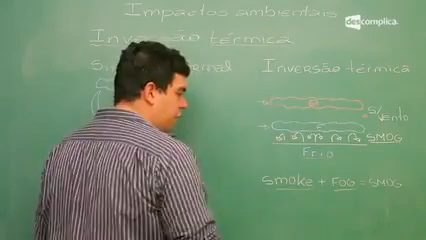 Impactos ambientais
descomplica.
Inversão térmica
Inversão térmica
s/vento
SMOG
Frio
Smoke + Fog = SMOG